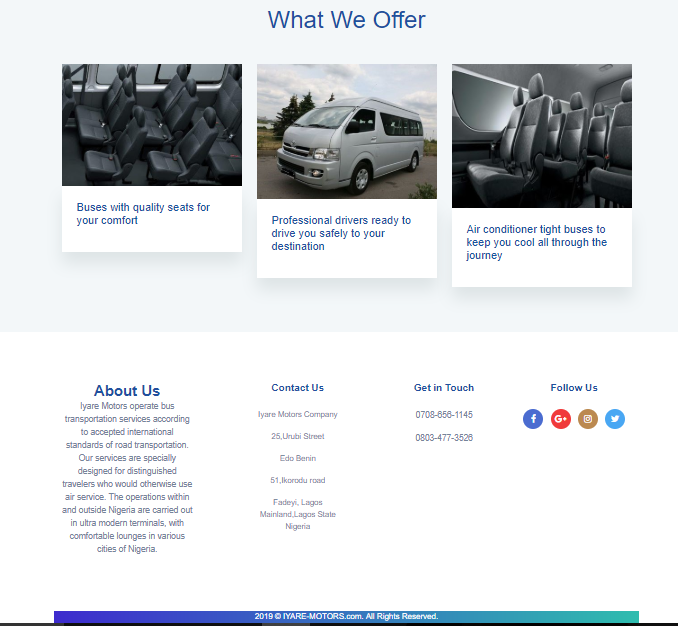 What We Offer
Buses with quality seats for
your comfort
Professional drivers ready to
drive you safely to your
destination
Air conditioner tight buses to
keep you cool all through the
journey
About Us
Iyare Motors operate bus
transportation services according
to accepted international
standards of road transportation.
Our services are specially
designed for distinguished
travelers who would otherwise use
air service. The operations within
and outside Nigeria are carried out
in ultra modern terminals, with
comfortable lounges in various
cities of Nigeria.
Contact Us
Iyare Motors Company
25,Urubi Street
Edo Benin
51,Ikorodu road
Fadeyi, Lagos
Mainland,Lagos State
Nigeria
Get in Touch
0708-656-1145
0803-477-3526
Follow Us
2019 © IYARE-MOTORS.com. All Rights Reserved.